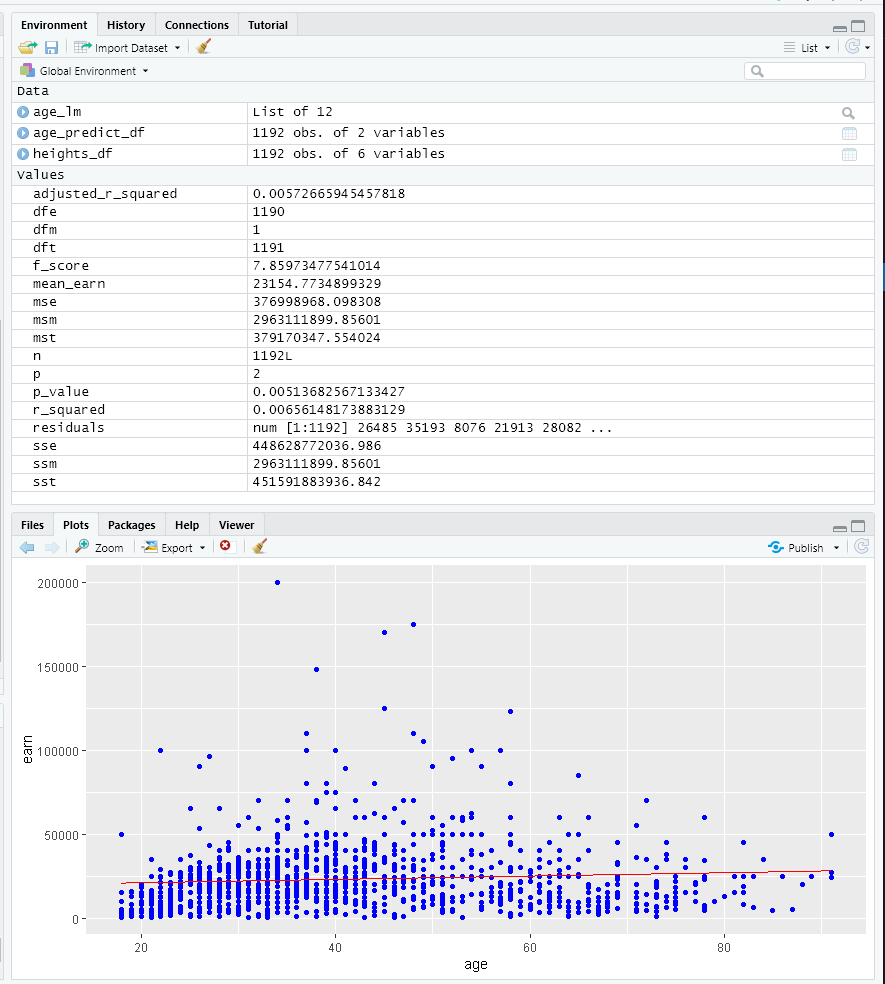 Environment History Connections Tutorial
Import Dataset List
Global Environment
Data
age_lm List of 12
age_predict_df 1192 obs. of 2 variables
heights_df 1192 obs. of 6 variables
Values
adjusted_r_squared 0.00572665945457818
dfe 1190
dfm 1
dft 1191
f_score 7.85973477541014
mean_earn 23154.7734899329
mse 376998968.098308
msm 2963111899.85601
mst 379170347.554024
n 1192L
p 2
p_value 0.00513682567133427
r_squared 0.00656148173883129
residuals num [1:1192] 26485 35193 8076 21913 28082 ...
sse 448628772036.986
ssm 2963111899.85601
sst 451591883936.842
Files Plots Packages Help Viewer
Zoom Export Publish
200000
150000
earn
100000
50000
0
20 40 60 80
age